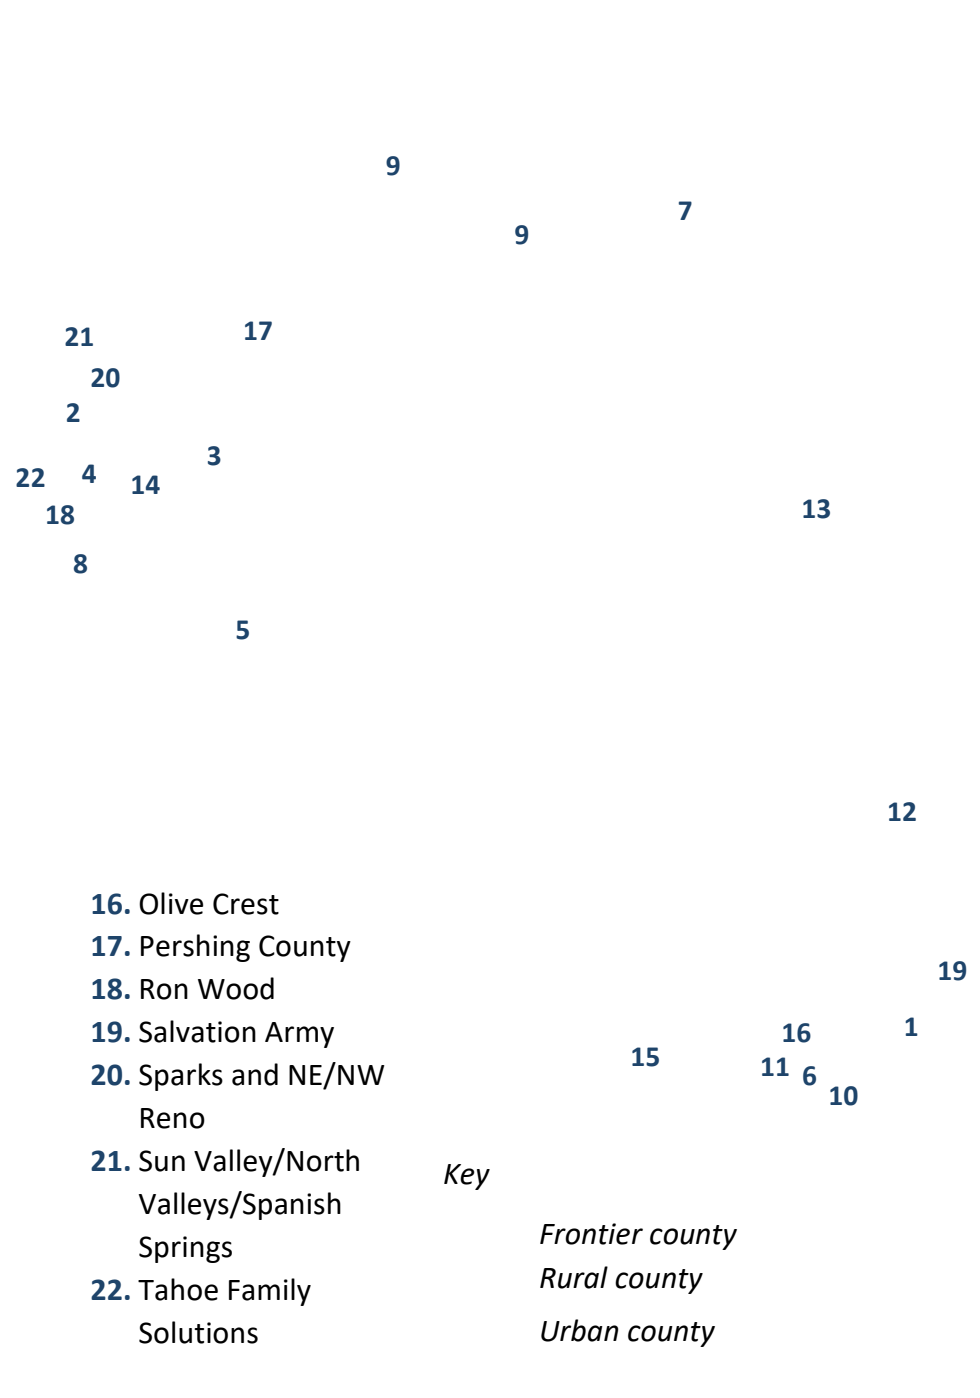 9
7
9
21
17
20
2
3
22
4
14
18
13
8
5
12
16. Olive Crest
17. Pershing County
18. Ron Wood
19. Salvation Army
20. Sparks and NE/NW
Reno
21. Sun Valley/North
Valleys/Spanish
Springs
22. Tahoe Family
Solutions
19
16
1
15
11
6
10
Key
Frontier county
Rural county
Urban county